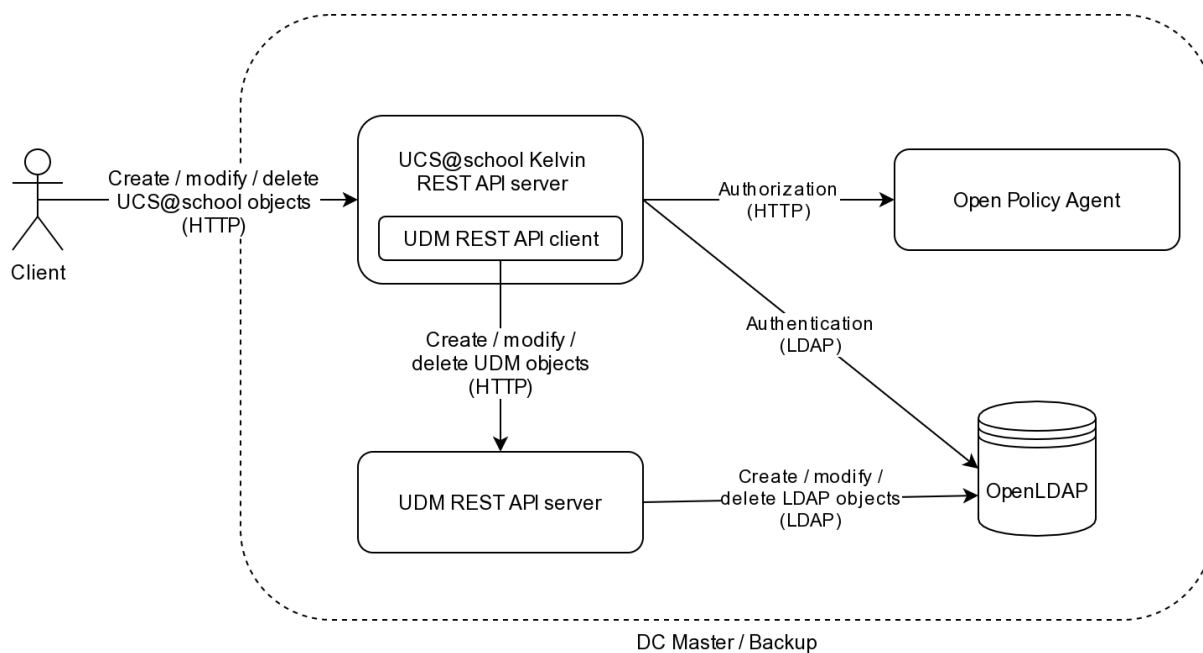 UCS@school Kelvin
REST API server
UDM REST API client
Create / modify / delete
UCS@school objects
(HTTP)
Client
Authorization
(HTTP)
Open Policy Agent
Authentication
(LDAP)
Create / modify /
delete UDM objects
(HTTP)
UDM REST API server
Create / modify /
delete LDAP objects
(LDAP)
OpenLDAP
DC Master / Backup